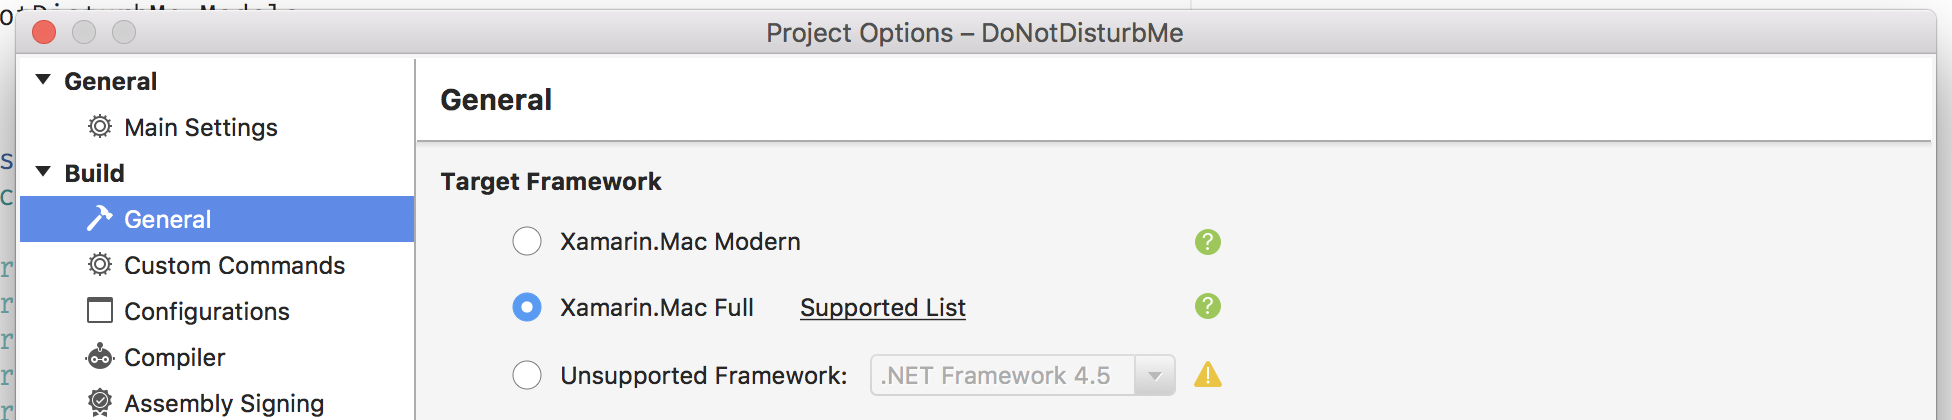 Project Options – DoNotDisturbMe
General
Main Settings
Build
General
Custom Commands
Configurations
Compiler
Assembly Signing
General
Target Framework
Xamarin.Mac Modern
?
Xamarin.Mac Full Supported List
?
Unsupported Framework: .NET Framework 4.5